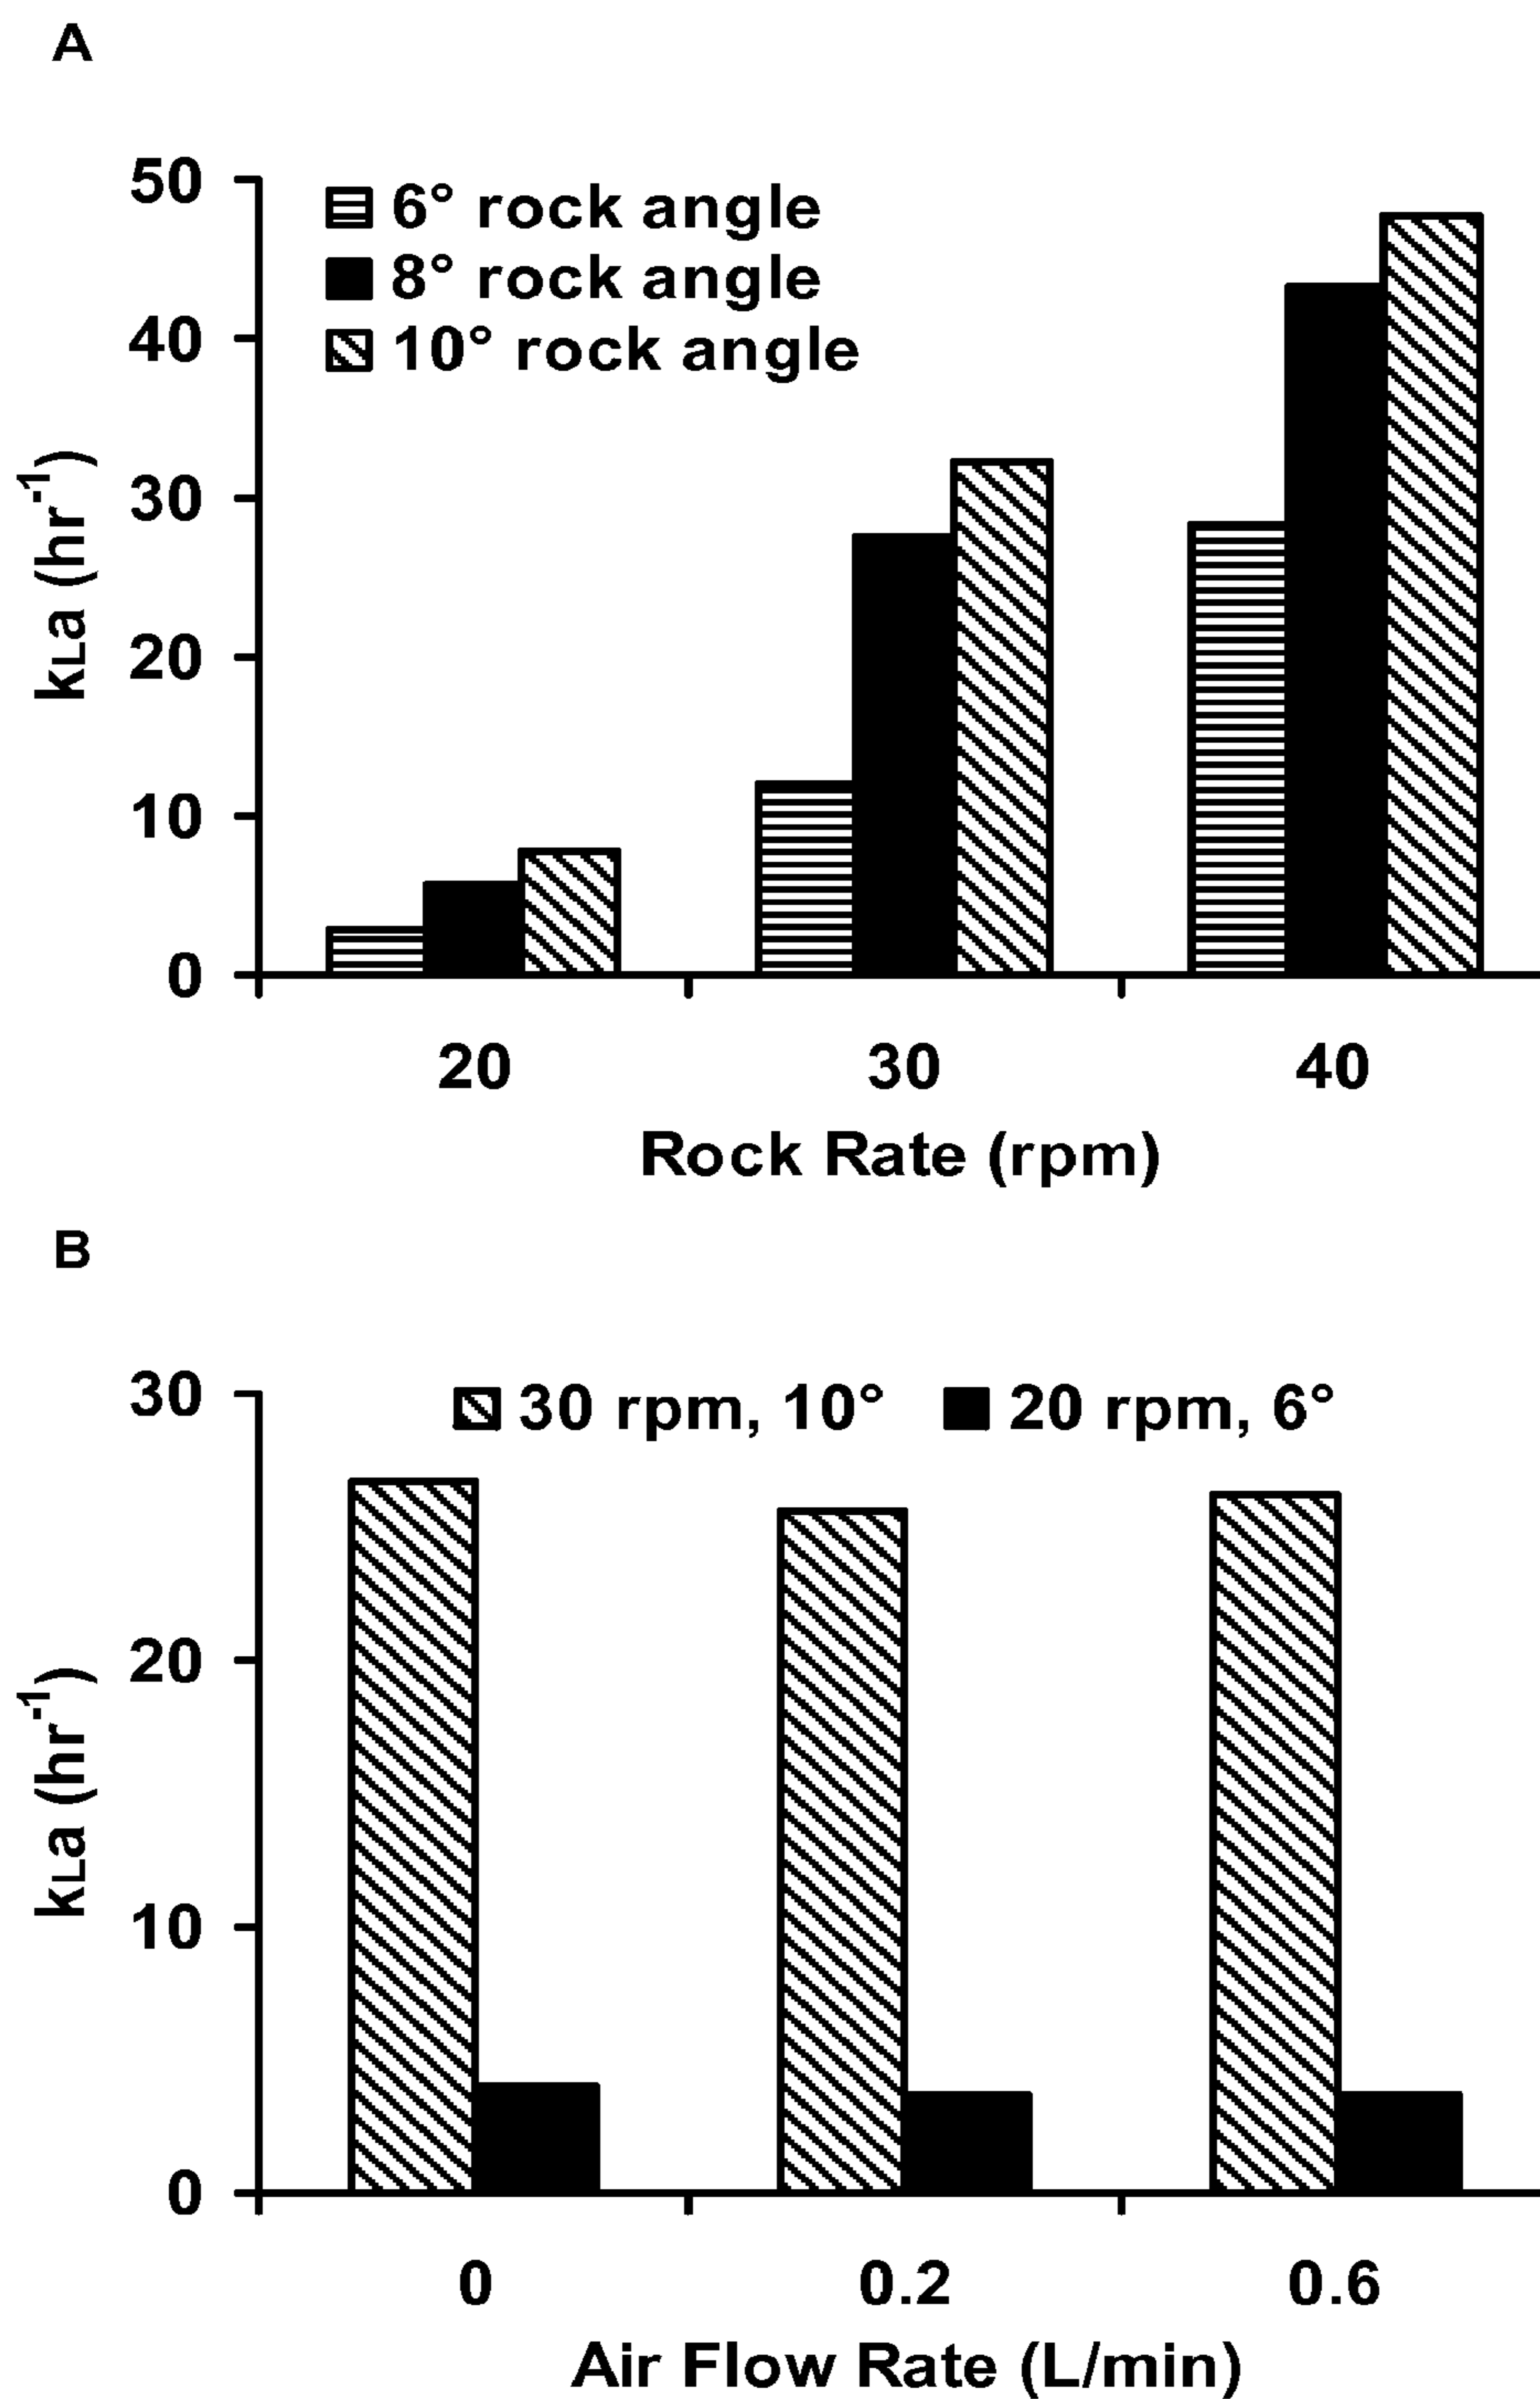 A
50
6° rock angle
8° rock angle
40
10° rock angle
30
20
10
0
kLa (hr-1)
20 30 40
Rock Rate (rpm)
B
30
30 rpm, 10° 20 rpm, 6°
20
10
0
kLa (hr-1)
0 0.2 0.6
Air Flow Rate (L/min)